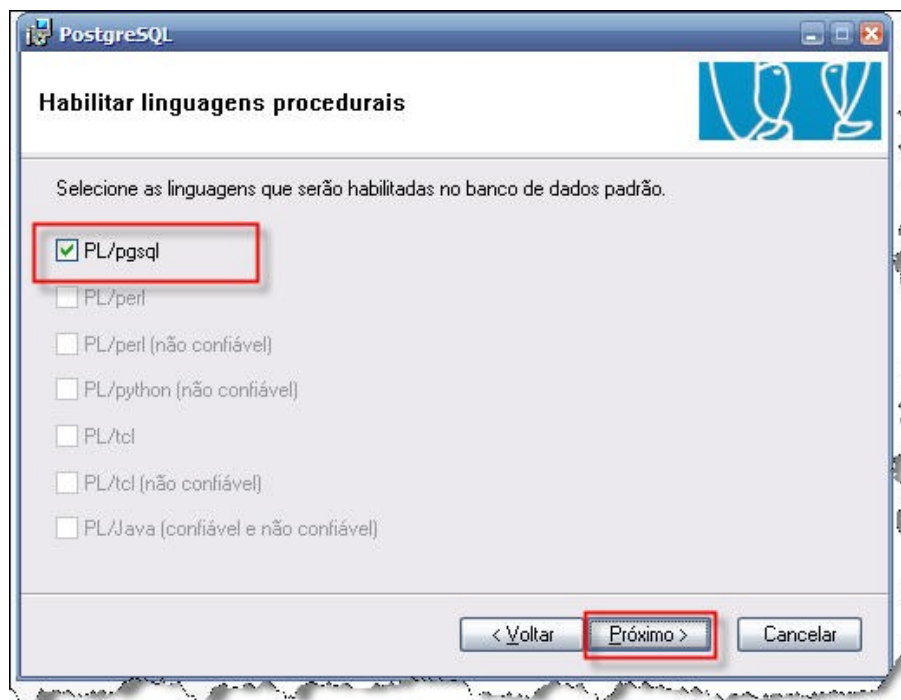 PostgreSQL
Habilitar linguagens procedurais
Selecione as linguagens que serão habilitadas no banco de dados padrão.
PL/pgsql
PL/perl
PL/perl (não confiável)
PL/python (não confiável)
PL/tcl
PL/tcl (não confiável)
PL/Java (confiável e não confiável)
< Voltar Próximo > Cancelar